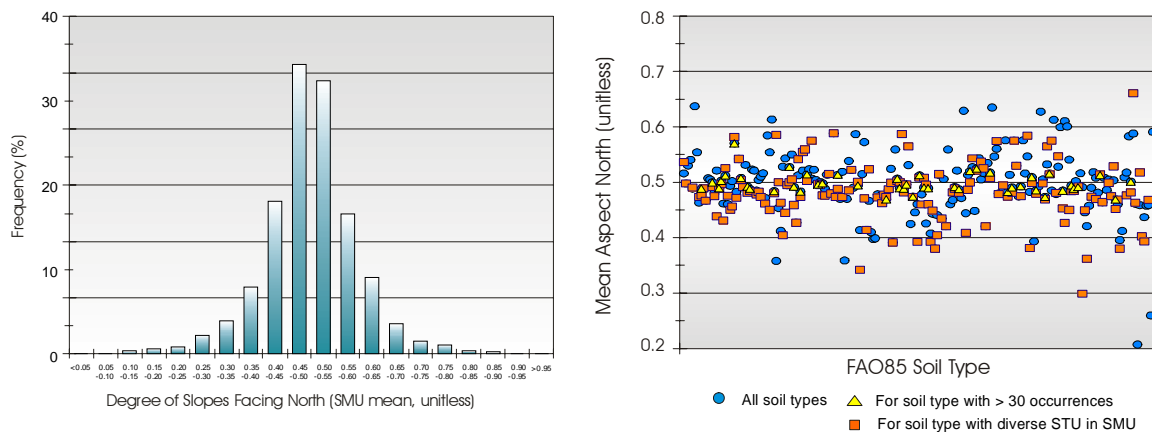 40
30
20
10
0
Frequency (%)
<0.05 0.05 0.10 0.15 0.20 0.25 0.30 0.35 0.40 0.45 0.50 0.55 0.60 0.65 0.70 0.75 0.80 0.85 0.90 >.95
-0.10 -0.15 -0.20 -0.25 -0.30 -0.35 -0.40 -0.45 -0.50 -0.55 -0.60 -0.65 -0.70 -0.75 -0.80 -0.85 -0.90 -0.95
Degree of Slopes Facing North (SMU mean, unitless)
0.8
0.7
0.6
0.5
0.4
0.3
0.2
Mean Aspect North (unitless)
FAO85 Soil Type
All soil types
For soil type with > 30 occurrences
For soil type with diverse STU in SMU